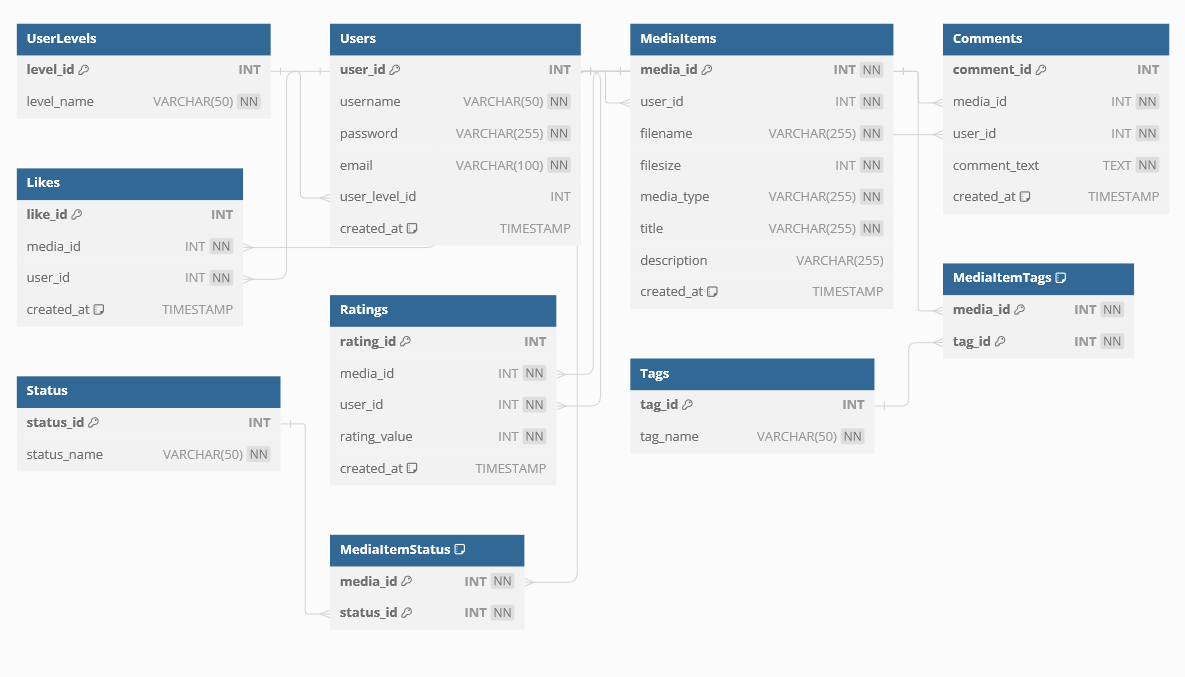 UserLevels
level_id INT
level_name VARCHAR(50) NN
Users
user_id INT
username VARCHAR(50) NN
password VARCHAR(255) NN
email VARCHAR(100) NN
user_level_id INT
created_at TIMESTAMP
MediaItems
media_id INT NN
user_id INT NN
filename VARCHAR(255) NN
filesize INT NN
media_type VARCHAR(255) NN
title VARCHAR(255) NN
description VARCHAR(255)
created_at TIMESTAMP
Comments
comment_id INT
media_id INT NN
user_id INT NN
comment_text TEXT NN
created_at TIMESTAMP
Likes
like_id INT
media_id INT NN
user_id INT NN
created_at TIMESTAMP
Ratings
rating_id INT
media_id INT NN
user_id INT NN
rating_value INT NN
created_at TIMESTAMP
MediaItemTags
media_id INT NN
tag_id INT NN
Tags
tag_id INT
tag_name VARCHAR(50) NN
Status
status_id INT
status_name VARCHAR(50) NN
MediaItemStatus
media_id INT NN
status_id INT NN